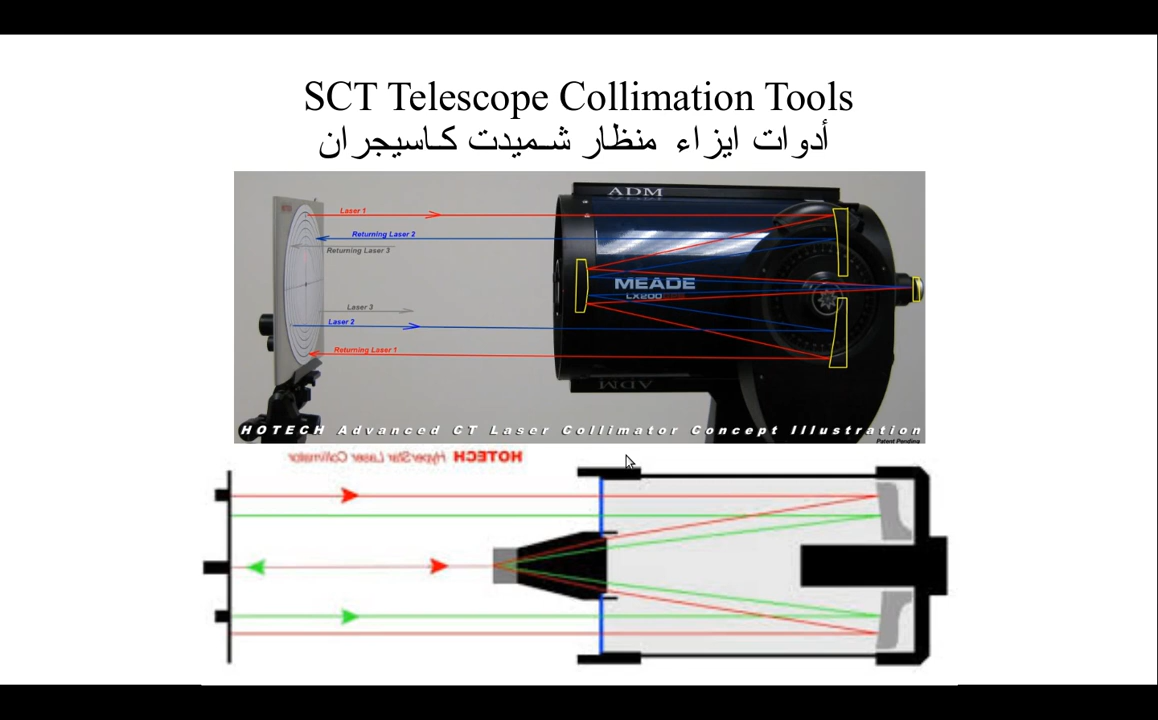 SCT Telescope Collimation Tools
أدوات ايزاء منظار شميدت كاسيجران
ADM
Laser 1
Returning Laser 2
Returning Laser 3
MEADE
LX200
Laser 3
Laser 2
Returning Laser 1
ADM
HOTECH Advanced CT Laser Collimator Concept Illustration
Patent Pending
HOTECH HyperStar Laser Collimator